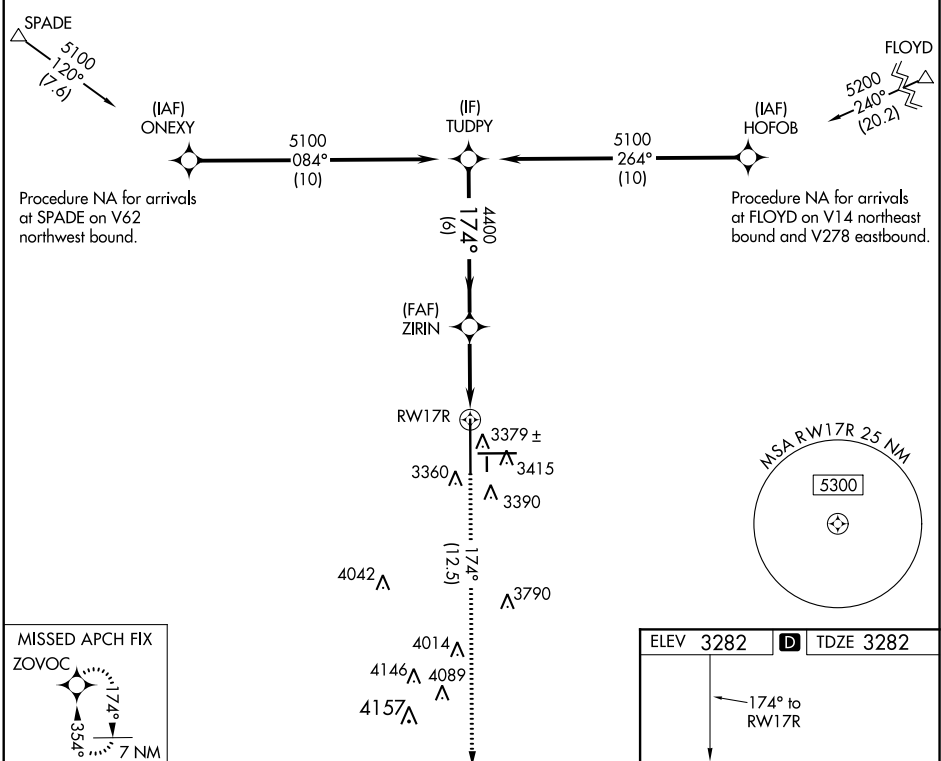 SPADE
5100
120°
(7.6)
FLOYD
5200
240°
(20.2)
(IAF)
ONEXY
5100
084°
(10)
(IF)
TUDPY
5100
264°
(10)
(IAF)
HOFOB
Procedure NA for arrivals
at SPADE on V62
northwest bound.
Procedure NA for arrivals
at FLOYD on V14 northeast
bound and V278 eastbound.
4400
174°
(6)
(FAF)
ZIRIN
RW17R
3379 ±
3415
3360
3390
MSA RW17R 25 NM
5300
174°
(12.5)
4042
3790
4014
4146
4089
4157
MISSED APCH FIX
ZOVOC
174°
354°
7 NM
ELEV 3282 D TDZE 3282
174° to
RW17R